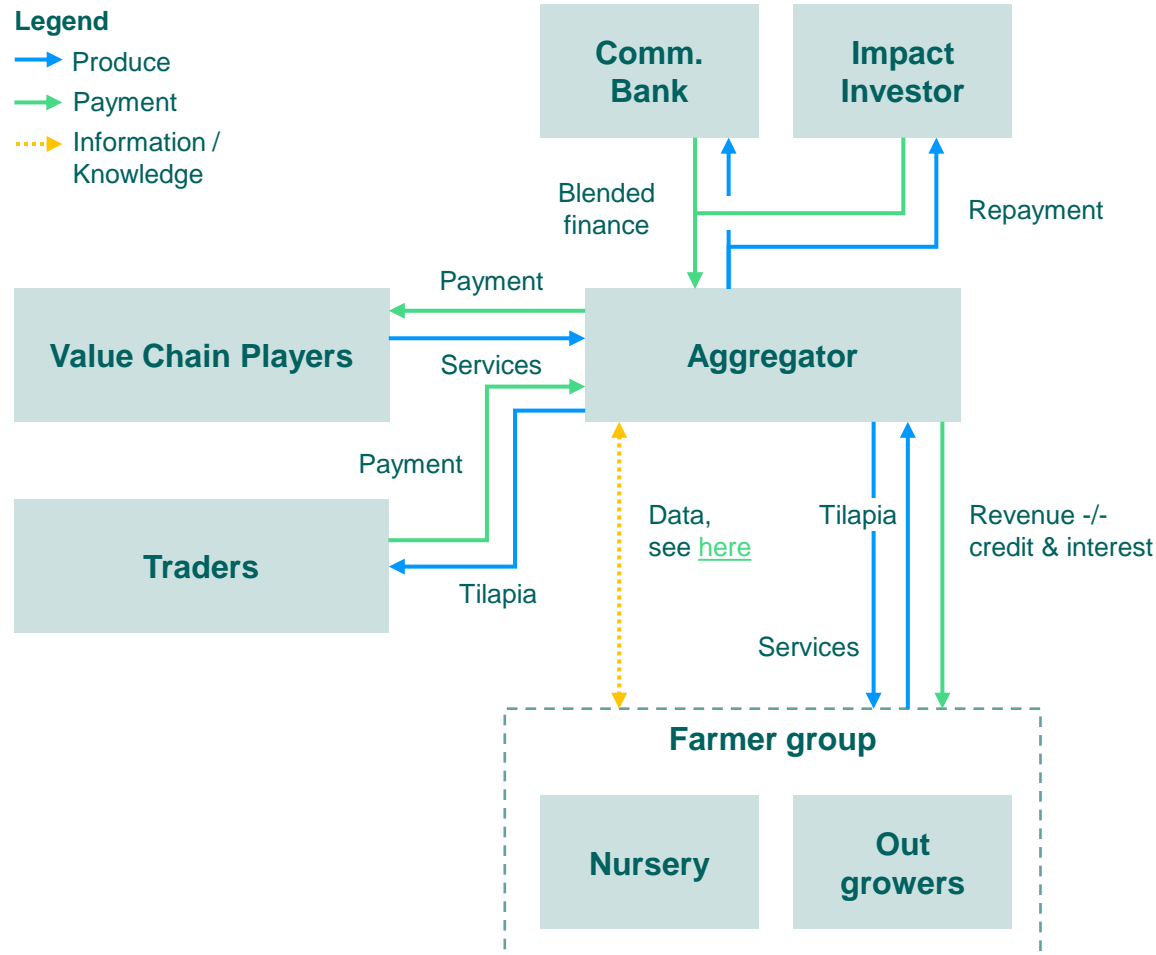 Legend
Produce
Payment
Information /
Knowledge
Comm.
Bank
Impact
Investor
Blended
finance
Repayment
Payment
Value Chain Players
Services
Aggregator
Payment
Traders
Tilapia
Data,
see here
Tilapia
Revenue -/-
credit & interest
Services
Farmer group
Nursery
Out
growers